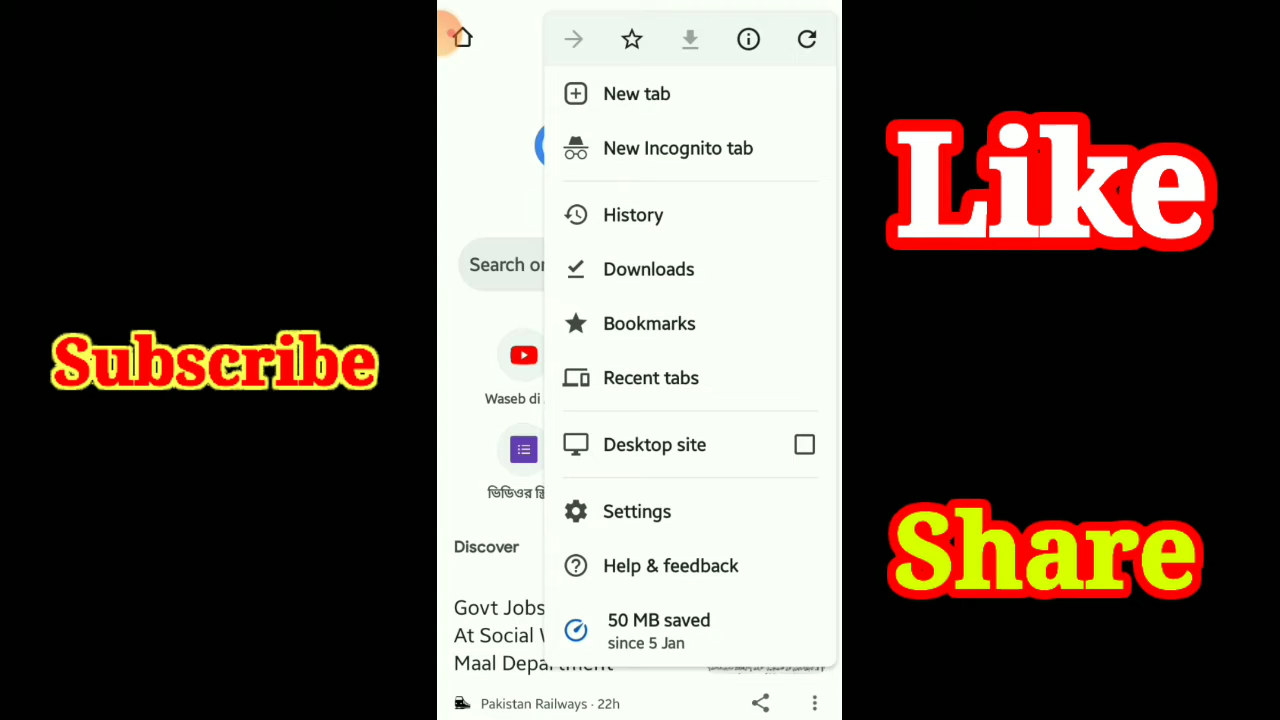 Subscribe
New tab
New Incognito tab
History
Downloads
Bookmarks
Recent tabs
Desktop site
Settings
Help & feedback
50 MB saved
since 5 Jan
Search or
Waseb di
ভিডিওর স্ক্রি
Discover
Govt Jobs
At Social
Maal Department
Pakistan Railways · 22h
Like
Share